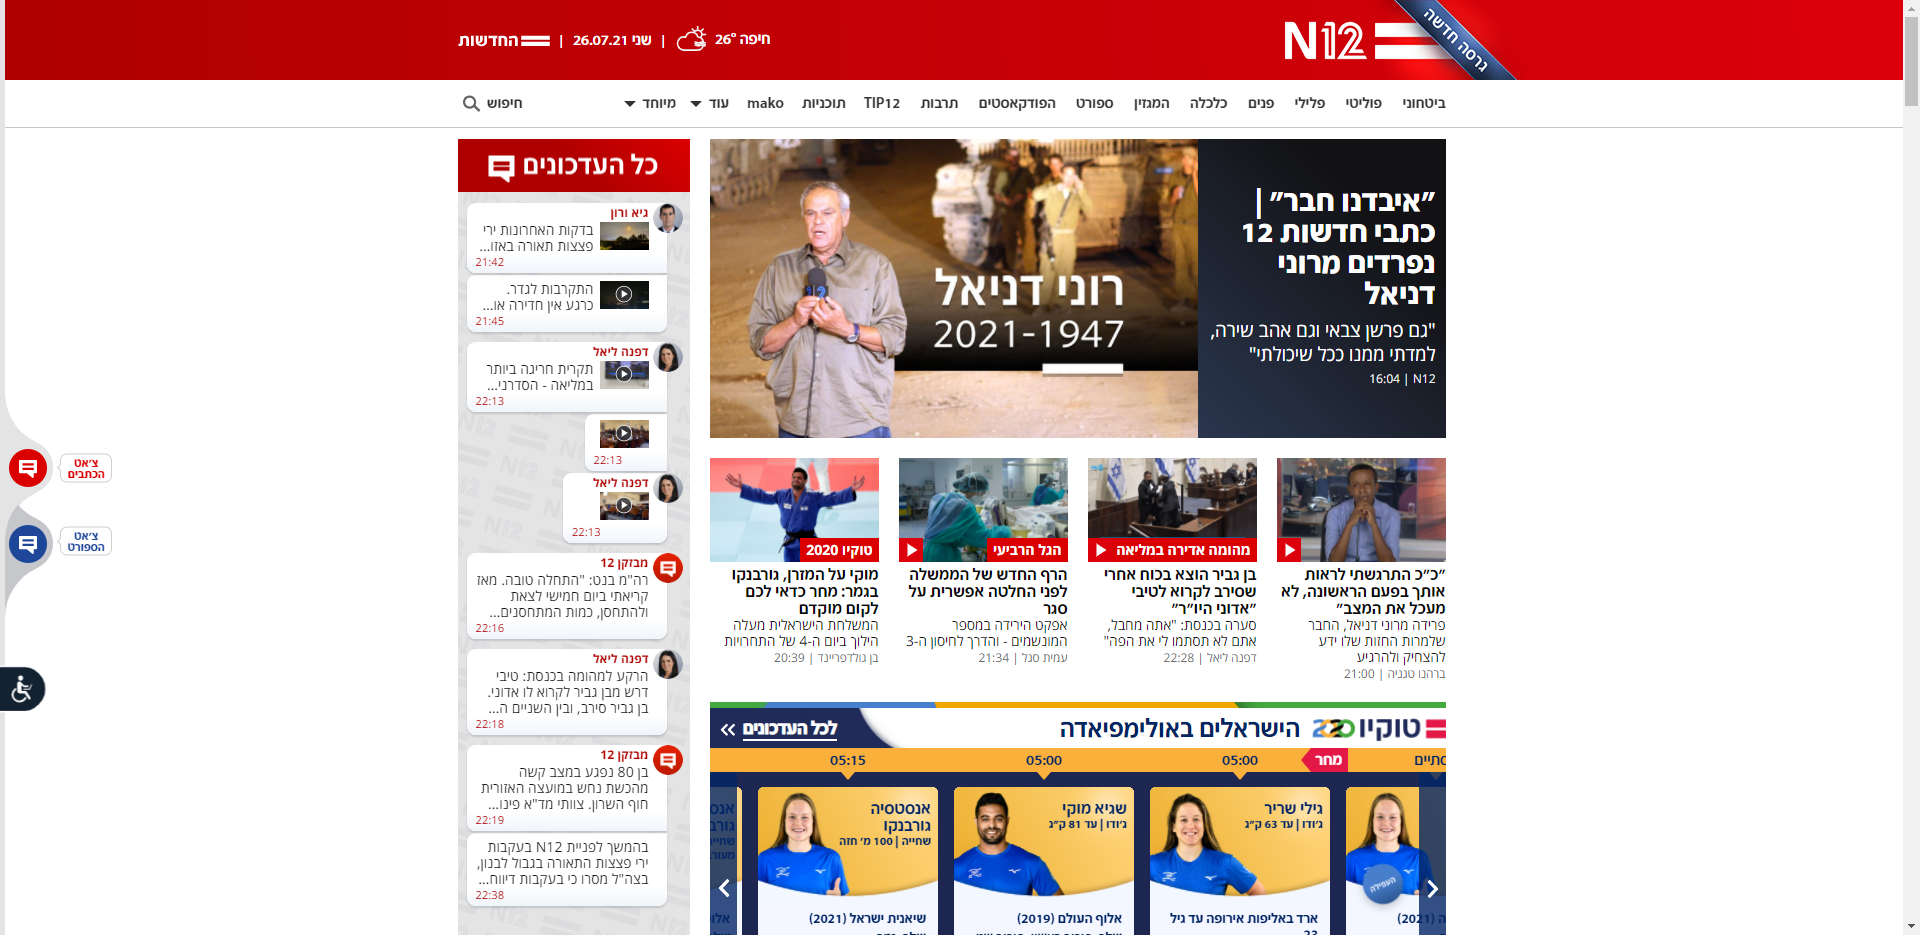 גרסה חדשה
N12
חיפה 26°
שני 26.07.21
החדשות
ביטחוני
פוליטי
פלילי
פנים
כלכלה
המגזין
ספורט
הפודקאסטים
תרבות
TIP12
תוכניות
mako
עוד
מיוחד
חיפוש
"איבדנו חבר" |
כתבי חדשות 12
נפרדים מרוני
דניאל
"גם פרשן צבאי וגם אהב שירה,
למדתי ממנו ככל שיכולתי"
N12 | 16:04
רוני דניאל
2021-1947
"כ"כ התרגשתי לראות
אותך בפעם הראשונה, לא
מעכל את המצב"
פרידה מרוני דניאל, החבר
שלמרות החזות שלו ידע
להצחיק ולהרגיע
ברהנו טגניה | 21:00
מהומה אדירה במליאה
בן גביר הוצא בכוח אחרי
שסירב לקרוא לטיבי
"אדוני היו"ר"
סערה בכנסת: "אתה מחבל,
אתם לא תסתמו לי את הפה"
דפנה ליאל | 22:28
הגל הרביעי
הרף החדש של הממשלה
לפני החלטה אפשרית על
סגר
אפקט הירידה במספר
המונשמים - והדרך לחיסון ה-3
עמית סגל | 21:34
טוקיו 2020
מוקי על המזרן, גורבנקו
בגמר: מחר כדאי לכם
לקום מוקדם
המשלחת הישראלית מעלה
הילוך ביום ה-4 של התחרויות
בן גולדפריינד | 20:39
טוקיו 2020
הישראלים באולימפיאדה
לכל העדכונים
מחר
05:00
05:00
05:15
גילי שריר
ג'ודו | עד 63 ק"ג
ארד באליפות אירופה עד גיל
23
שגיא מוקי
ג'ודו | עד 81 ק"ג
אלוף העולם (2019)
אנסטסיה
גורבנקו
שחייה | 100 מ' חזה
שיאנית ישראל (2021)
כל העדכונים
גיא ורון
בדקות האחרונות ירי
פצצות תאורה באזו...
21:42
התקרבות לגדר.
כרגע אין חדירה או...
21:45
דפנה ליאל
תקרית חריגה ביותר
במליאה - הסדרני...
22:13
22:13
דפנה ליאל
22:13
מבזקן 12
רה"מ בנט: "התחלה טובה. מאז
קריאתי ביום חמישי לצאת
ולהתחסן, כמות המתחסנים...
22:16
דפנה ליאל
הרקע למהומה בכנסת: טיבי
דרש מבן גביר לקרוא לו אדוני.
בן גביר סירב, ובין השניים ה...
22:18
מבזקן 12
בן 80 נפגע במצב קשה
מהכשת נחש במועצה האזורית
חוף השרון. צוותי מד"א פינו...
22:19
בהמשך לפניית N12 בעקבות
ירי פצצות התאורה בגבול לבנון,
בצה"ל מסרו כי בעקבות דיווח...
22:38
צ'אט
הכתבים
צ'אט
הספורט